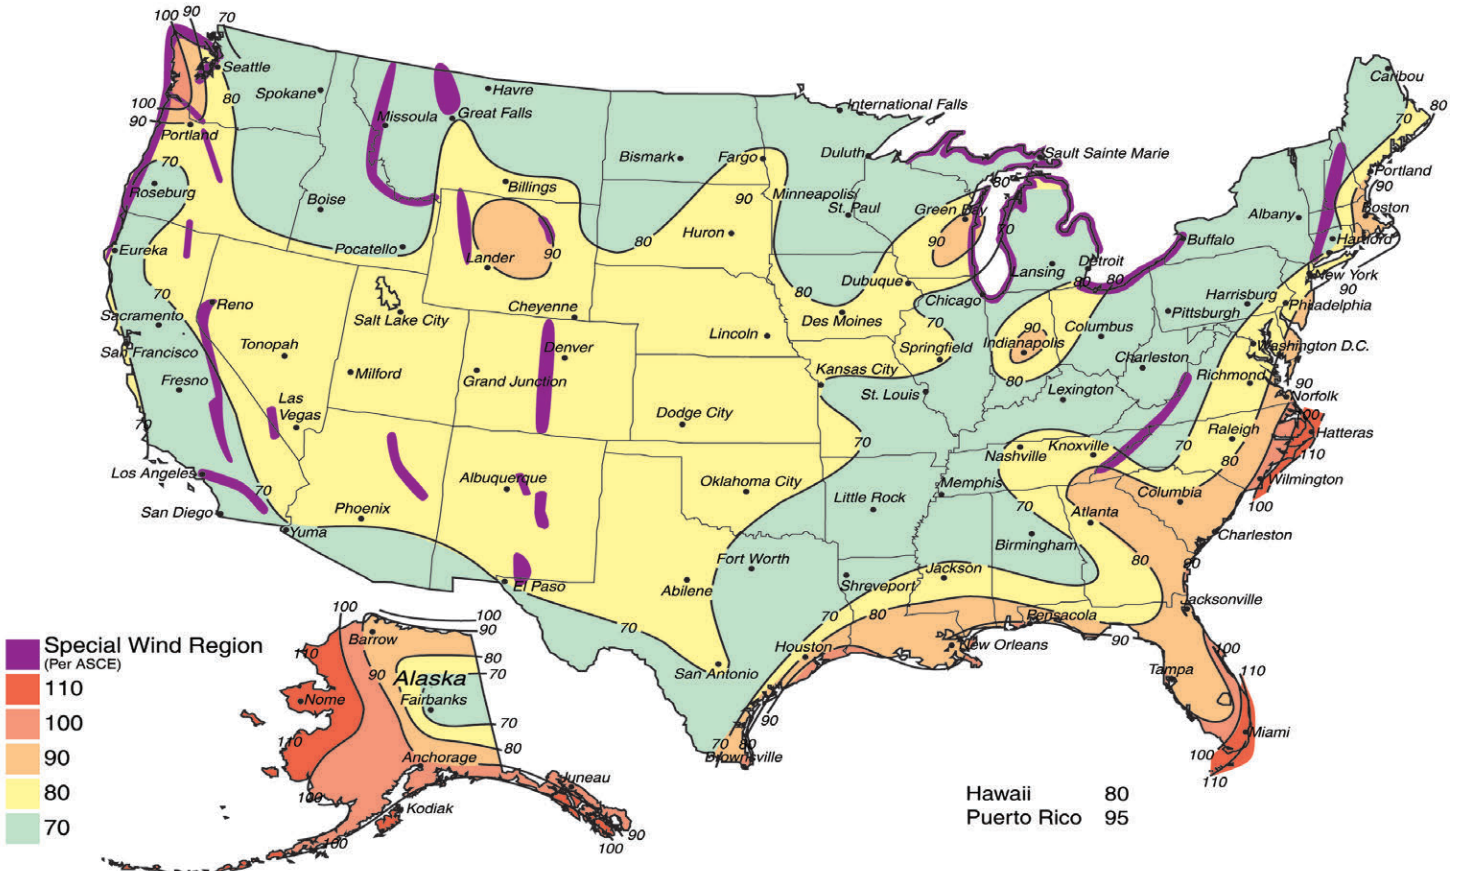 100 90 70
Seattle
Spokane
80
100
90
Portland
Missoula
Havre
Great Falls
International Falls
Caribou
80
70
Bismark
Fargo
Duluth
Sault Sainte Marie
70
Roseburg
Boise
Billings
Minneapolis
St. Paul
90
Green Bay
80
Portland
90
Boston
Albany
Eureka
Pocatello
Lander
90
80
Huron
90
70
Lansing
Detroit
Buffalo
Hartford
New York
90
70
Sacramento
Reno
Salt Lake City
Cheyenne
80
Dubuque
Chicago
80
80
Harrisburg
Philadelphia
Pittsburgh
San Francisco
Tonopah
Denver
Lincoln
Des Moines
70
Springfield
90
Indianapolis
Columbus
Washington D.C.
Charleston
Fresno
Milford
Grand Junction
Kansas City
80
Lexington
Richmond
90
Norfolk
70
Las
Vegas
Dodge City
St. Louis
100
Hatteras
110
70
Nashville
Knoxville
70
Raleigh
80
Los Angeles
70
Albuquerque
Oklahoma City
Little Rock
Memphis
Columbia
Wilmington
100
San Diego
Phoenix
Yuma
70
Atlanta
Birmingham
Charleston
El Paso
Abilene
Fort Worth
Shreveport
Jackson
80
90
Jacksonville
70
70
80
Pensacola
90
New Orleans
Houston
San Antonio
Tampa
100
110
70 80
90
Brownsville
Miami
100
110
100
100
90
Barrow
110
90
80
70
Alaska
Fairbanks
Nome
70
80
110
Anchorage
100
Kodiak
Juneau
90
100
100
Special Wind Region
(Per ASCE)
110
100
90
80
70
Hawaii 80
Puerto Rico 95